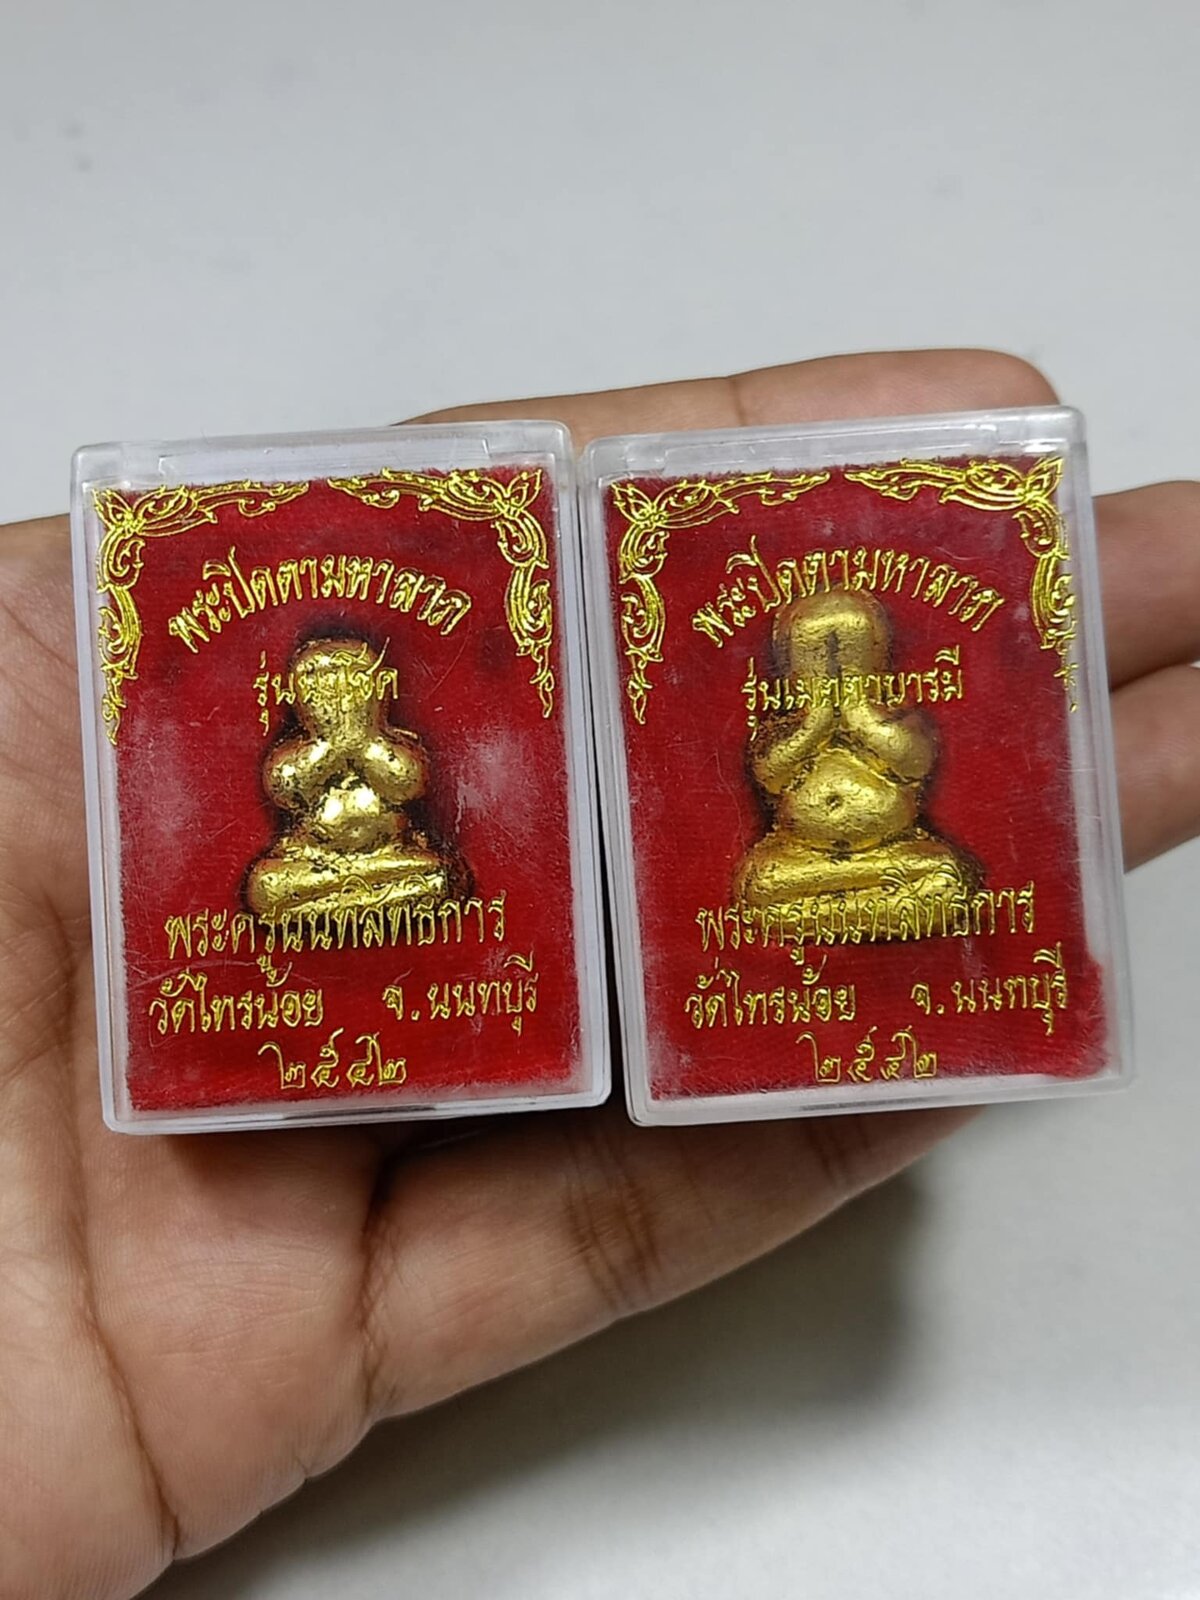 พระปิดตามหาลาภ
รุ่น
พระครูนนทสิทธิการ
วัดไทรน้อย จ.นนทบุรี
๒๕๕๒
พระปิดตามหาลาภ
รุ่นเมตตาบารมี
พระครูนนทสิทธิการ
วัดไทรน้อย จ.นนทบุรี
๒๕๕๒